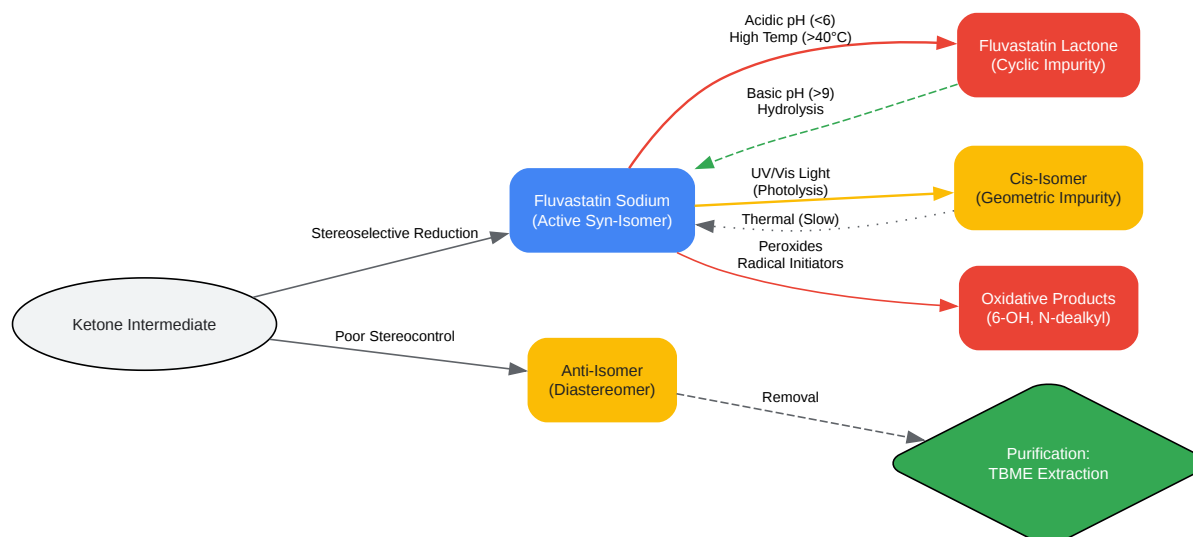 Acidic pH (<6)
High Temp (>40°C)
Fluvastatin Lactone
(Cyclic Impurity)
Basic pH (>9)
Hydrolysis
UV/Vis Light
(Photolysis)
Cis-Isomer
(Geometric Impurity)
Fluvastatin Sodium
(Active Syn-Isomer)
Thermal (Slow)
Stereoselective Reduction
Peroxides
Radical Initiators
Oxidative Products
(6-OH, N-dealkyl)
Ketone Intermediate
Poor Stereocontrol
Anti-Isomer
(Diastereomer)
Removal
Purification:
TBME Extraction